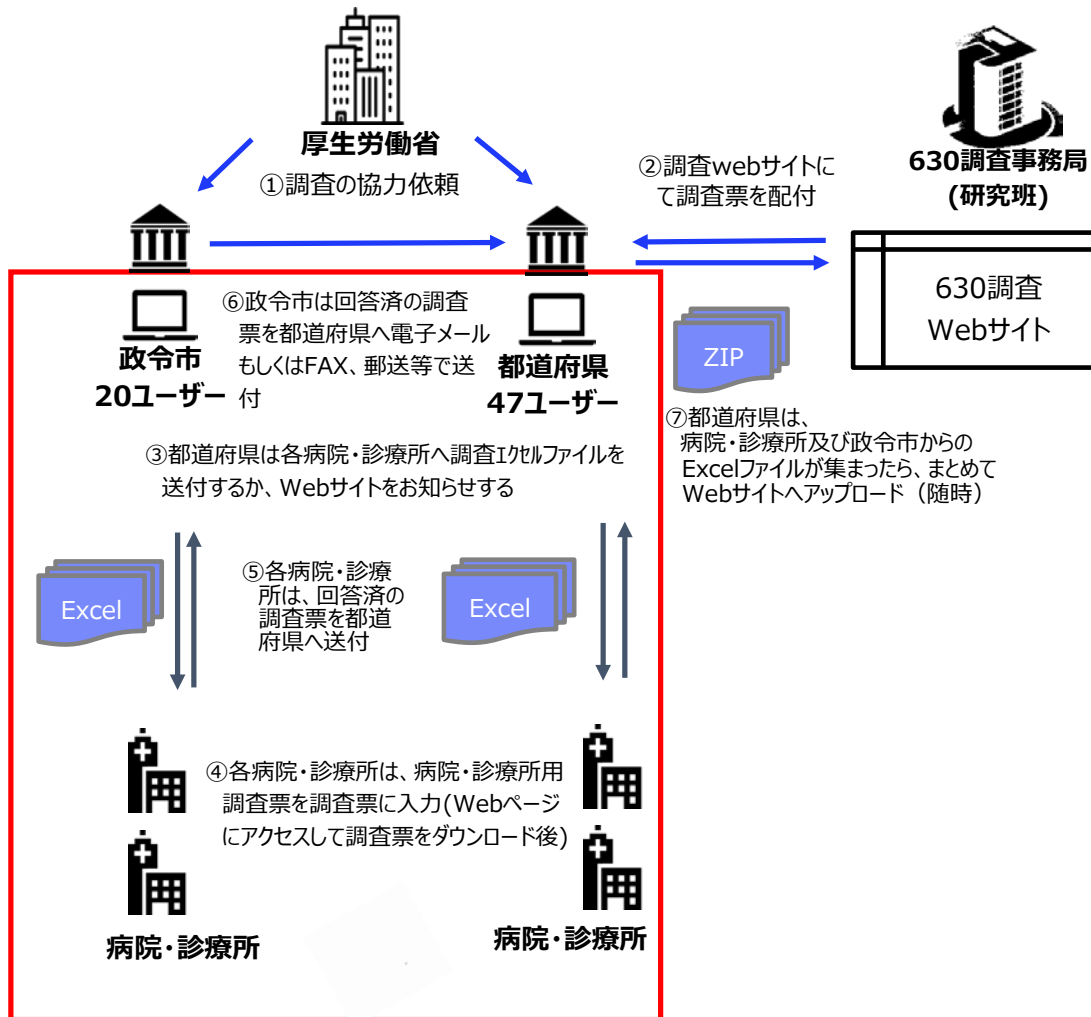 厚生労働省
①調査の協力依頼
②調査webサイトに
て調査票を配付
630調査事務局
(研究班)
630調査
Webサイト
政令市
20ユーザー
⑥政令市は回答済の調査
票を都道府県へ電子メール
もしくはFAX、郵送等で送
付
都道府県
47ユーザー
ZIP
⑦都道府県は、
病院・診療所及び政令市からの
Excelファイルが集まったら、まとめて
Webサイトへアップロード（随時）
③都道府県は各病院・診療所へ調査ｴｸｾﾙファイルを
送付するか、Webサイトをお知らせする
Excel
⑤各病院・診療
所は、回答済の
調査票を都道
府県へ送付
Excel
④各病院・診療所は、病院・診療所用
調査票を調査票に入力(Webページ
にアクセスして調査票をダウンロード後)
病院・診療所
病院・診療所